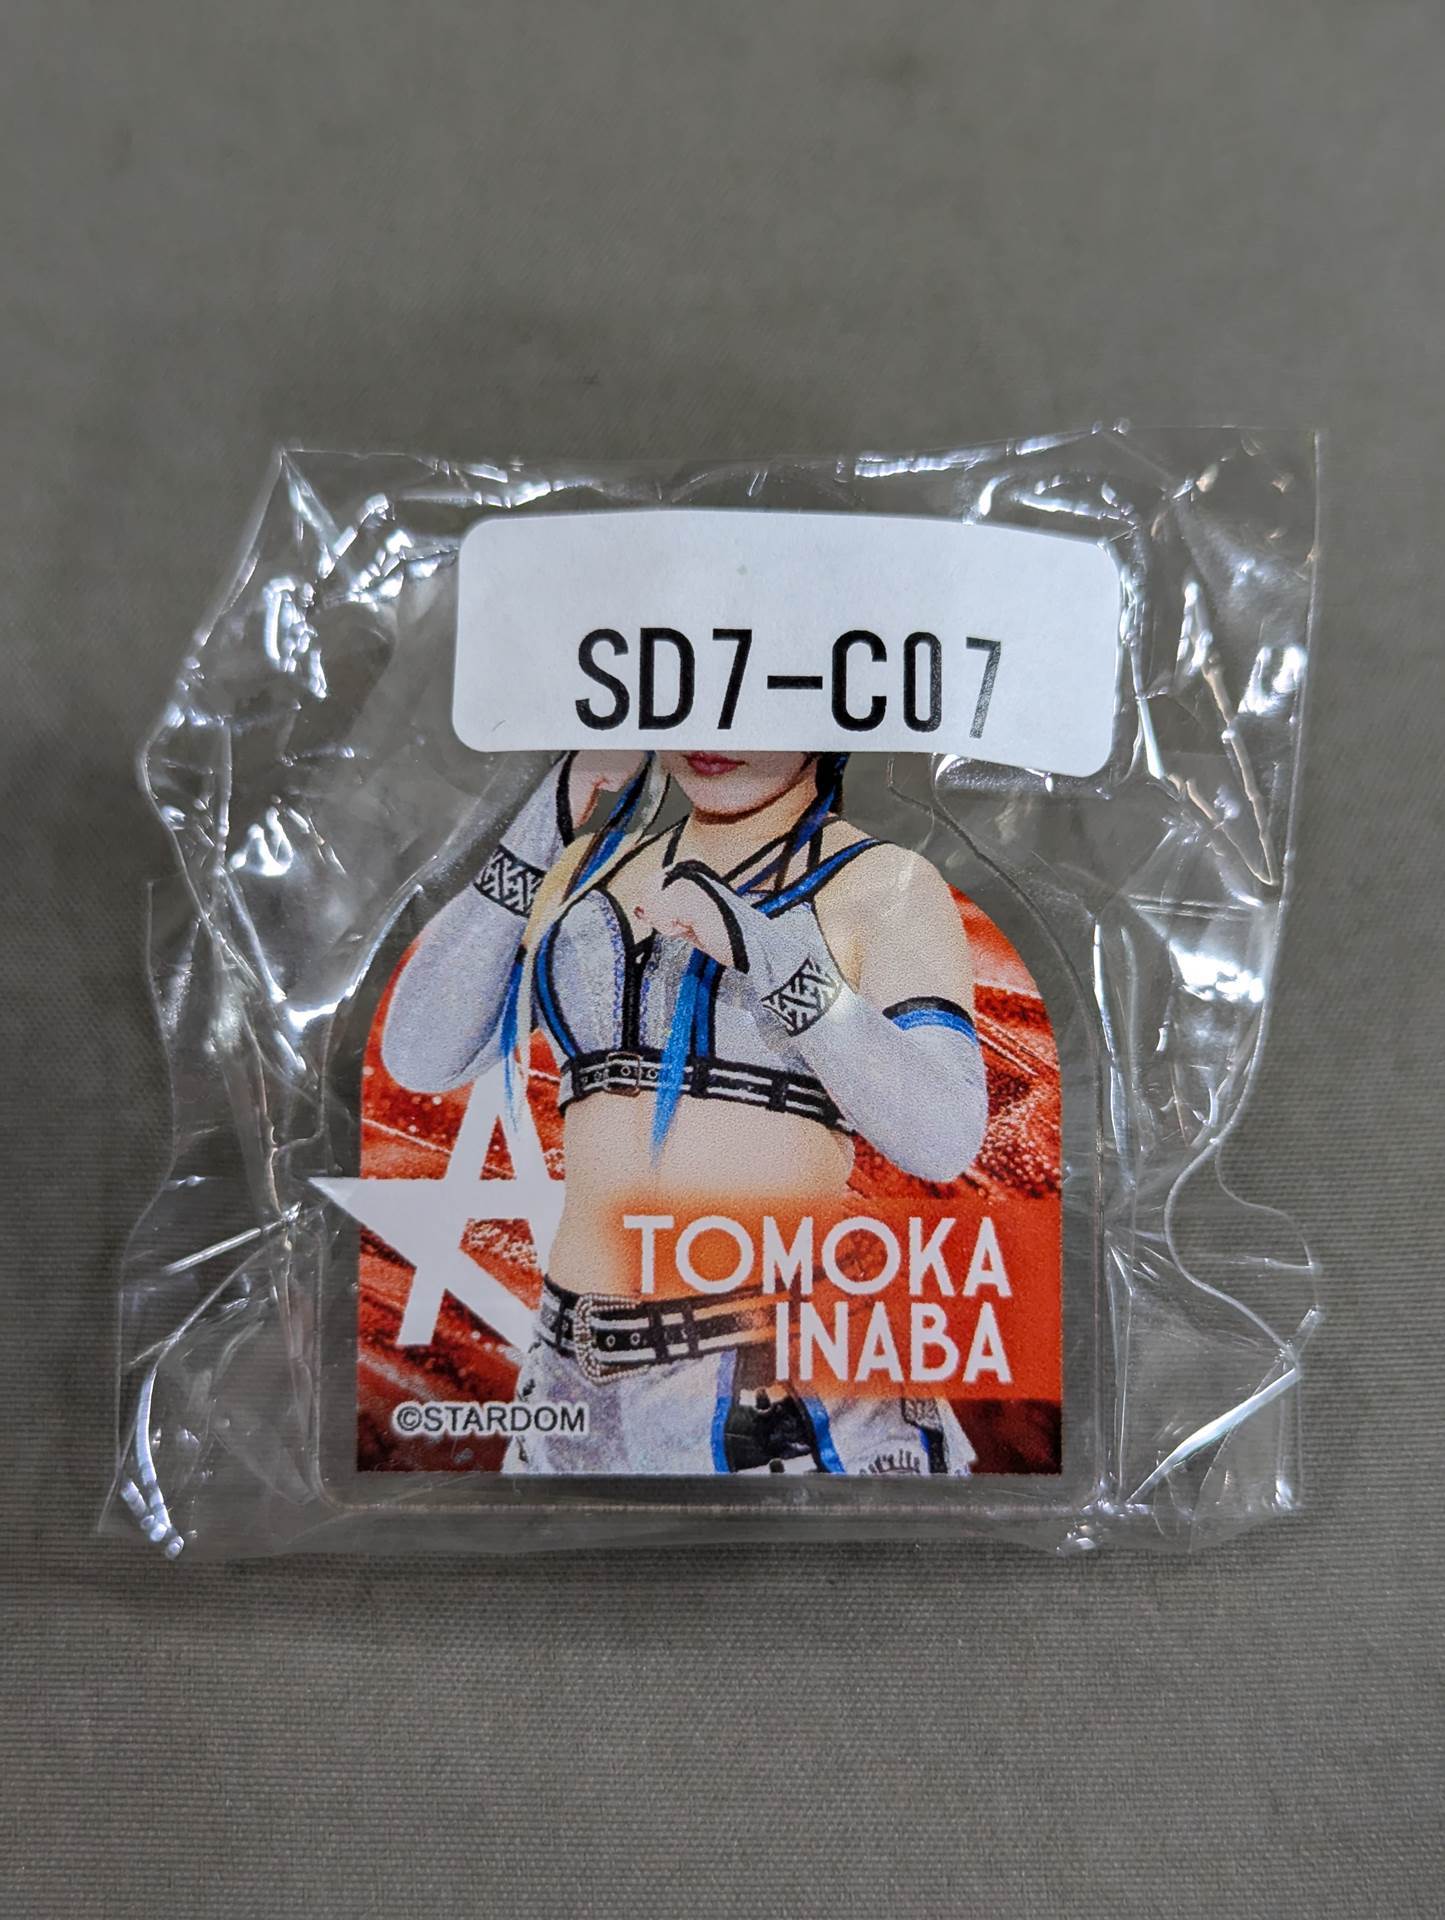 SD7-C07
TOMOKA
INABA
©STARDOM